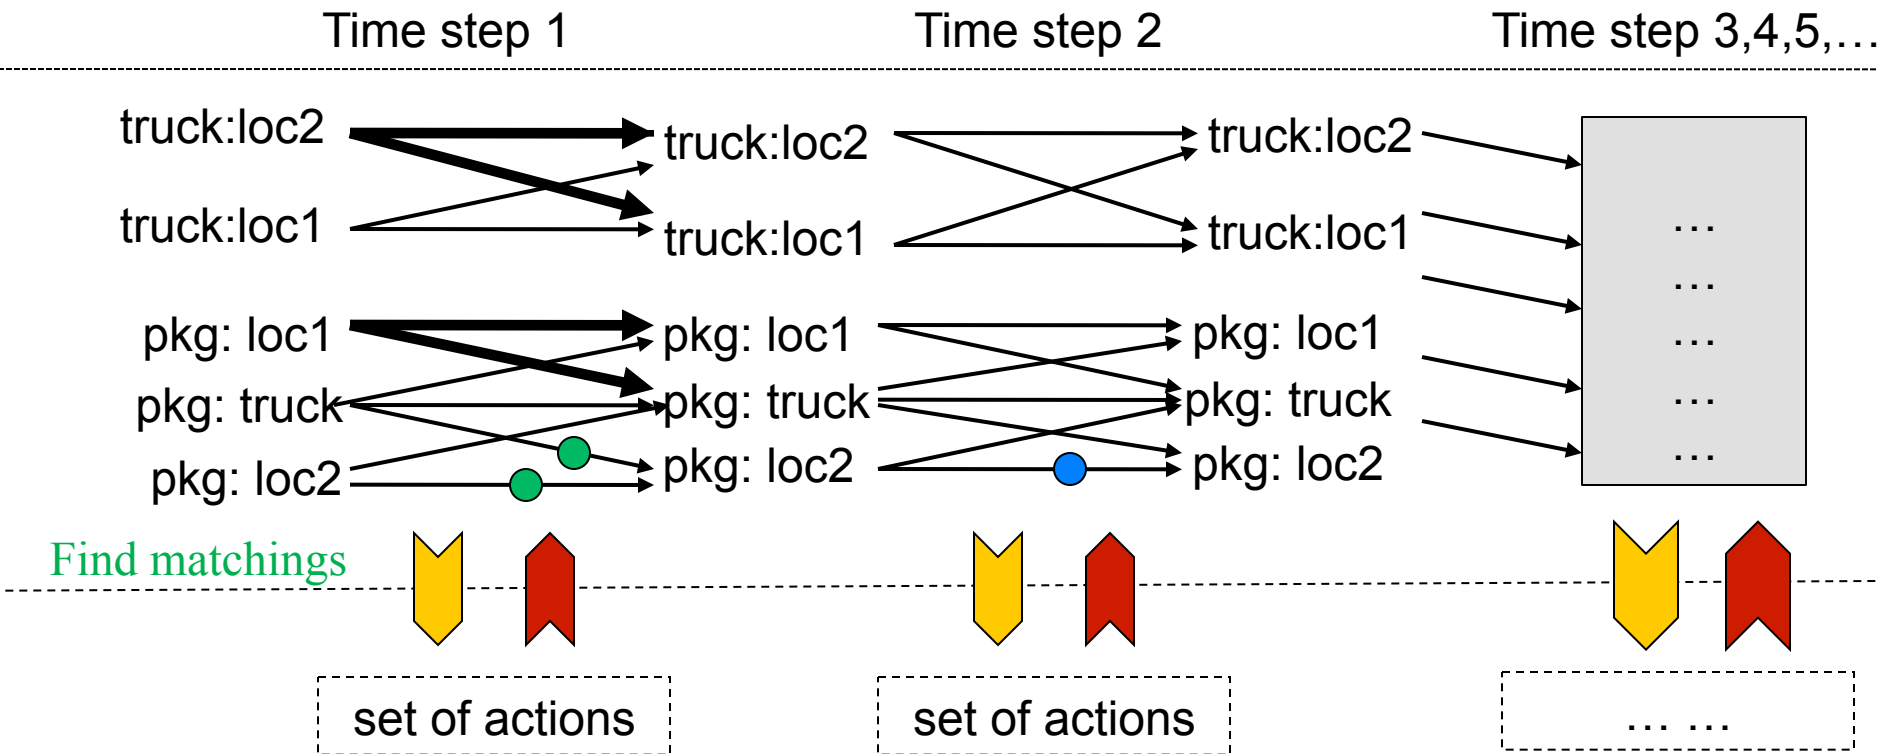 Time step 1 Time step 2 Time step 3,4,5,…
truck:loc2 truck:loc2 truck:loc2
truck:loc1 truck:loc1 truck:loc1
…
…
pkg: loc1 pkg: loc1 pkg: loc1
…
pkg: truck pkg: truck pkg: truck
…
pkg: loc2 pkg: loc2 pkg: loc2
…
Find matchings
set of actions set of actions … …